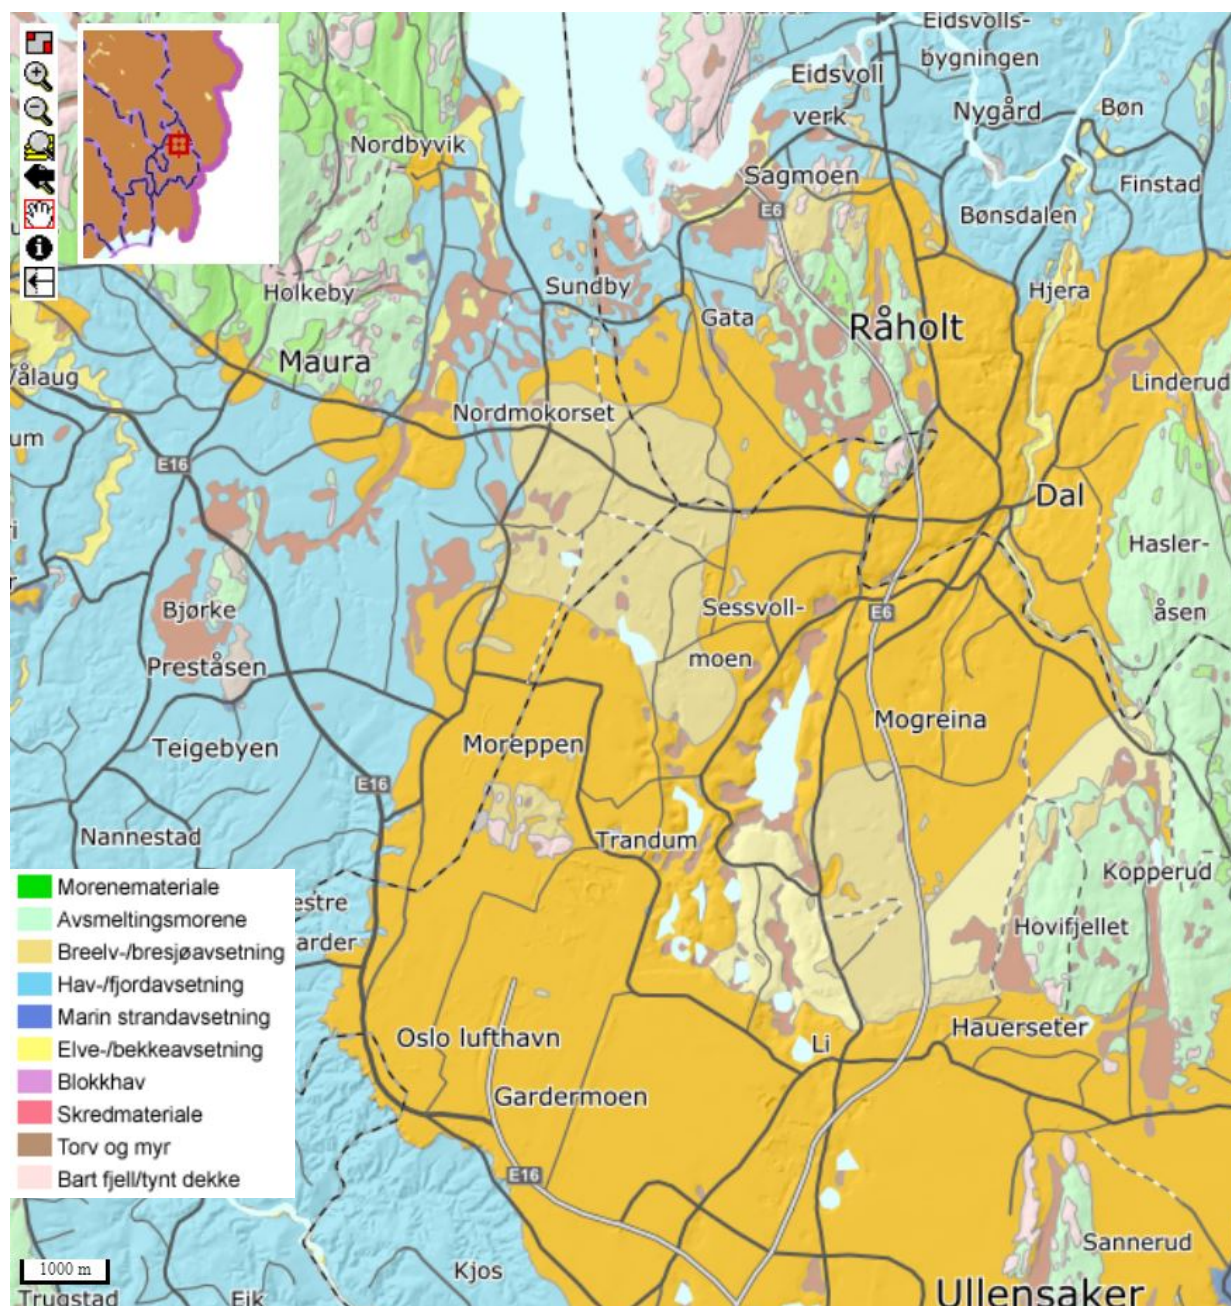 Eidsvolls-
bygningen
Eidsvoll
verk
Nygård
Bøn
Nordbyvik
Sagmoen
Finstad
E6
Bønsdalen
Holkeby
Sundby
Hjera
Gata
Råholt
Maura
Vålaug
Linderud
Nordmokorset
um
E16
Dal
Hasler-
åsen
Bjørke
Sessvoll-
moen
E6
Preståsen
Mogreina
Teigebyen
Moreppen
E16
Nannestad
Trandum
Kopperud
Morenemateriale
Avsmeltingsmorene
Breelv-/bresjøavsetning
Hav-/fjordavsetning
Marin strandavsetning
Elve-/bekkeavsetning
Blokkhav
Skredmateriale
Torv og myr
Bart fjell/tynt dekke
estre
arder
Hovifjellet
Hauerseter
Oslo lufthavn
Li
Gardermoen
E16
Sannerud
1000 m
Kjos
Trugstad
Eik
Ullensaker